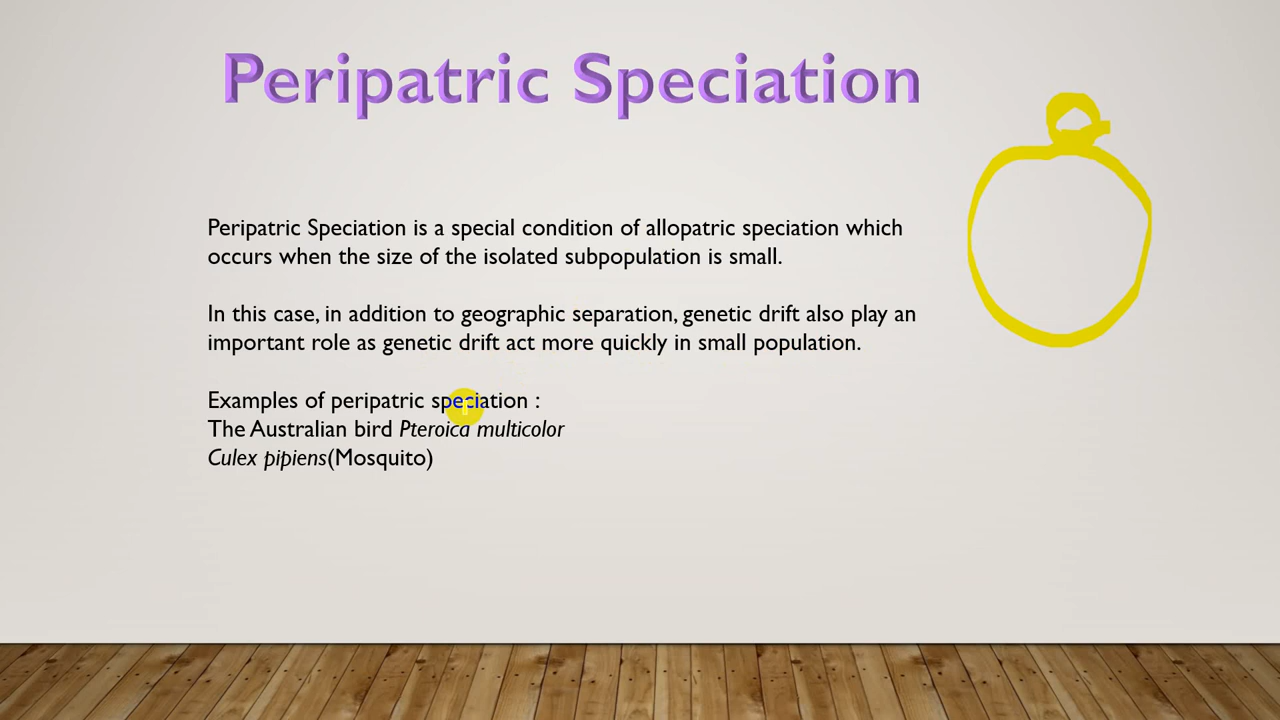 Peripatric Speciation
Peripatric Speciation is a special condition of allopatric speciation which
occurs when the size of the isolated subpopulation is small.
In this case, in addition to geographic separation, genetic drift also play an
important role as genetic drift act more quickly in small population.
Examples of peripatric speciation :
The Australian bird Pteroica multicolor
Culex pipiens(Mosquito)